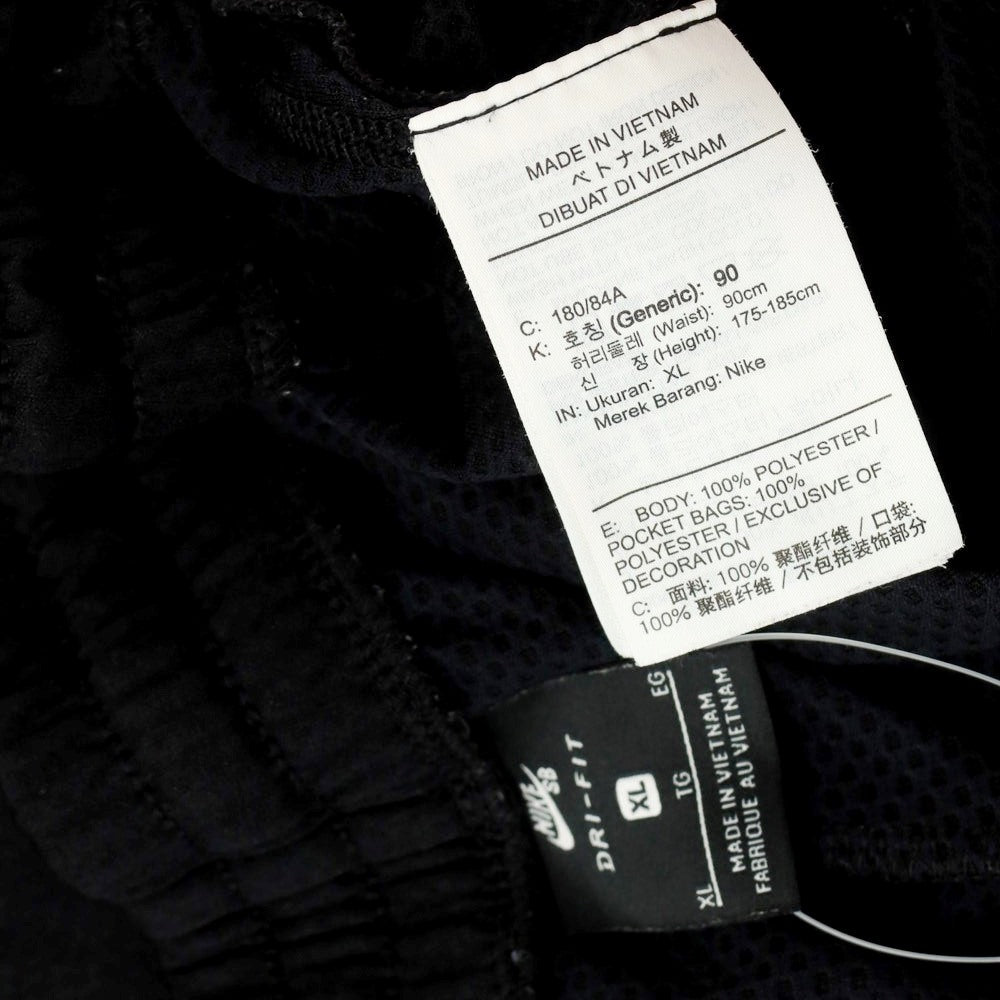 MADE IN VIETNAM
ベトナム製
DIBUAT DI VIETNAM
C: 180/84A
K: 호칭 (Generic): 90
허리둘레 (Waist): 90cm
신 장 (Height): 175-185cm
IN: Ukuran: XL
Merek Barang: Nike
E: BODY: 100% POLYESTER /
POCKET BAGS: 100%
POLYESTER / EXCLUSIVE OF
DECORATION
C: 面料: 100% 聚酯纤维 / 口袋:
100% 聚酯纤维 / 不包括装饰部分
NIKE SB
DRI-FIT
XL
XL TG EG
MADE IN VIETNAM
FABRIQUE AU VIETNAM